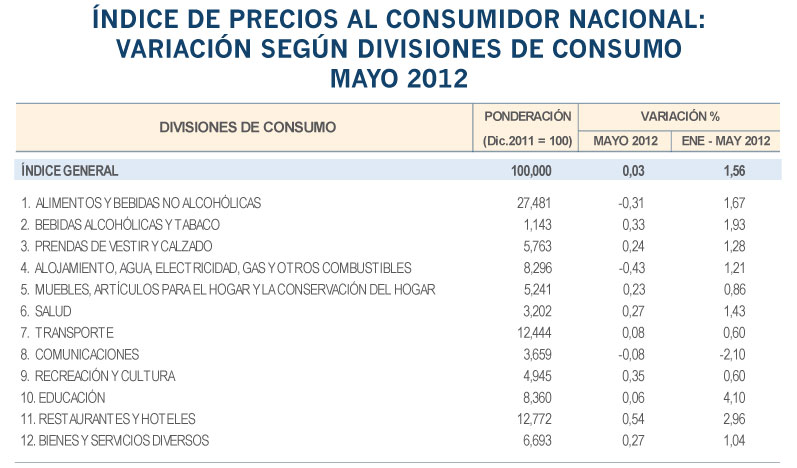 ÍNDICE DE PRECIOS AL CONSUMIDOR NACIONAL:
VARIACIÓN SEGÚN DIVISIONES DE CONSUMO
MAYO 2012
DIVISIONES DE CONSUMO PONDERACIÓN (Dic.2011 = 100) VARIACIÓN %
MAYO 2012 ENE - MAY 2012
ÍNDICE GENERAL 100,000 0,03 1,56
1. ALIMENTOS Y BEBIDAS NO ALCOHÓLICAS 27,481 -0,31 1,67
2. BEBIDAS ALCOHÓLICAS Y TABACO 1,143 0,33 1,93
3. PRENDAS DE VESTIR Y CALZADO 5,763 0,24 1,28
4. ALOJAMIENTO, AGUA, ELECTRICIDAD, GAS Y OTROS COMBUSTIBLES 8,296 -0,43 1,21
5. MUEBLES, ARTÍCULOS PARA EL HOGAR Y LA CONSERVACIÓN DEL HOGAR 5,241 0,23 0,86
6. SALUD 3,202 0,27 1,43
7. TRANSPORTE 12,444 0,08 0,60
8. COMUNICACIONES 3,659 -0,08 -2,10
9. RECREACIÓN Y CULTURA 4,945 0,35 0,60
10. EDUCACIÓN 8,360 0,06 4,10
11. RESTAURANTES Y HOTELES 12,772 0,54 2,96
12. BIENES Y SERVICIOS DIVERSOS 6,693 0,27 1,04